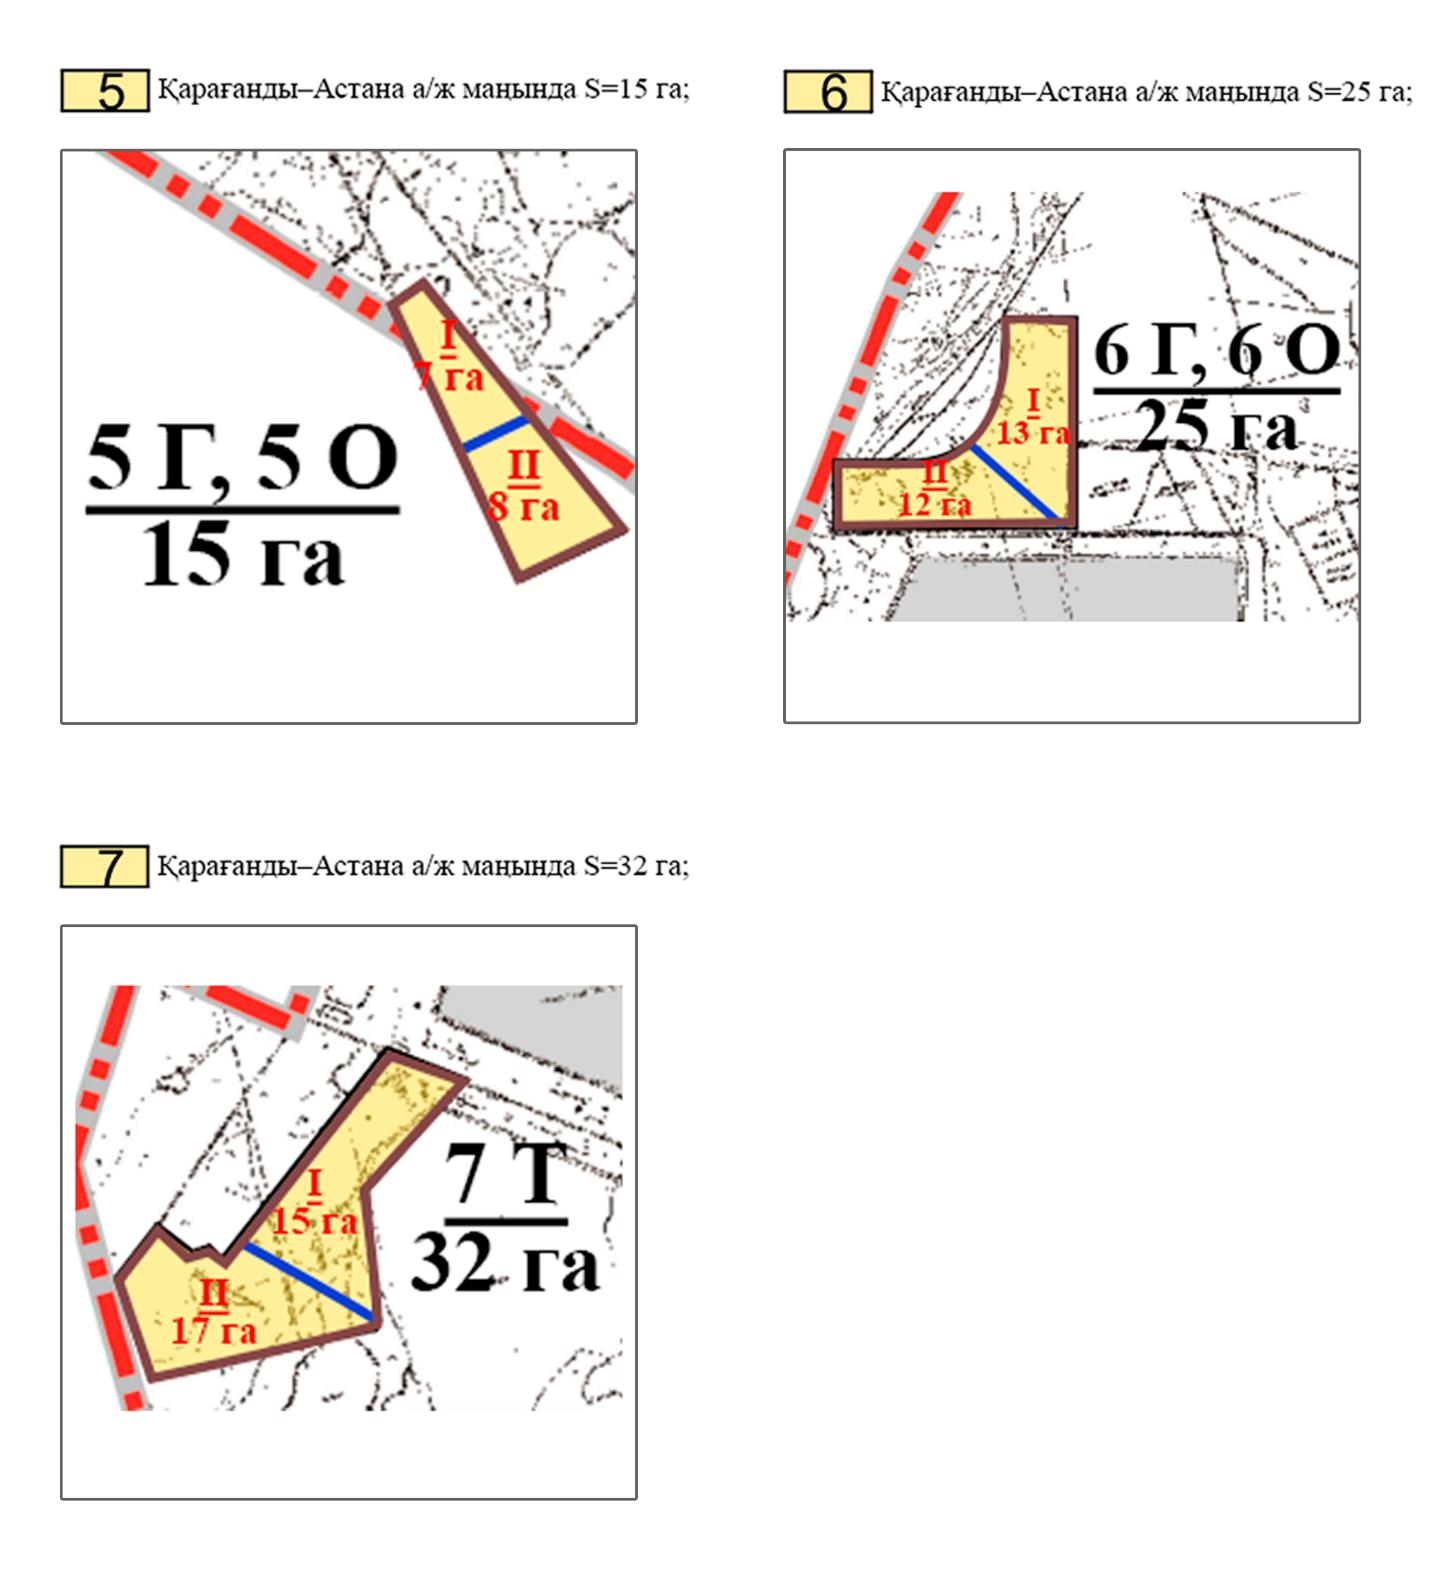 5 Қарағанды–Астана а/ж маңында S=15 га;
I
7 га
II
8 га
5 Г, 5 О
15 га
6 Қарағанды–Астана а/ж маңында S=25 га;
I
13 га
II
12 га
6 Г, 6 О
25 га
7 Қарағанды–Астана а/ж маңында S=32 га;
I
15 га
II
17 га
7 Т
32 га